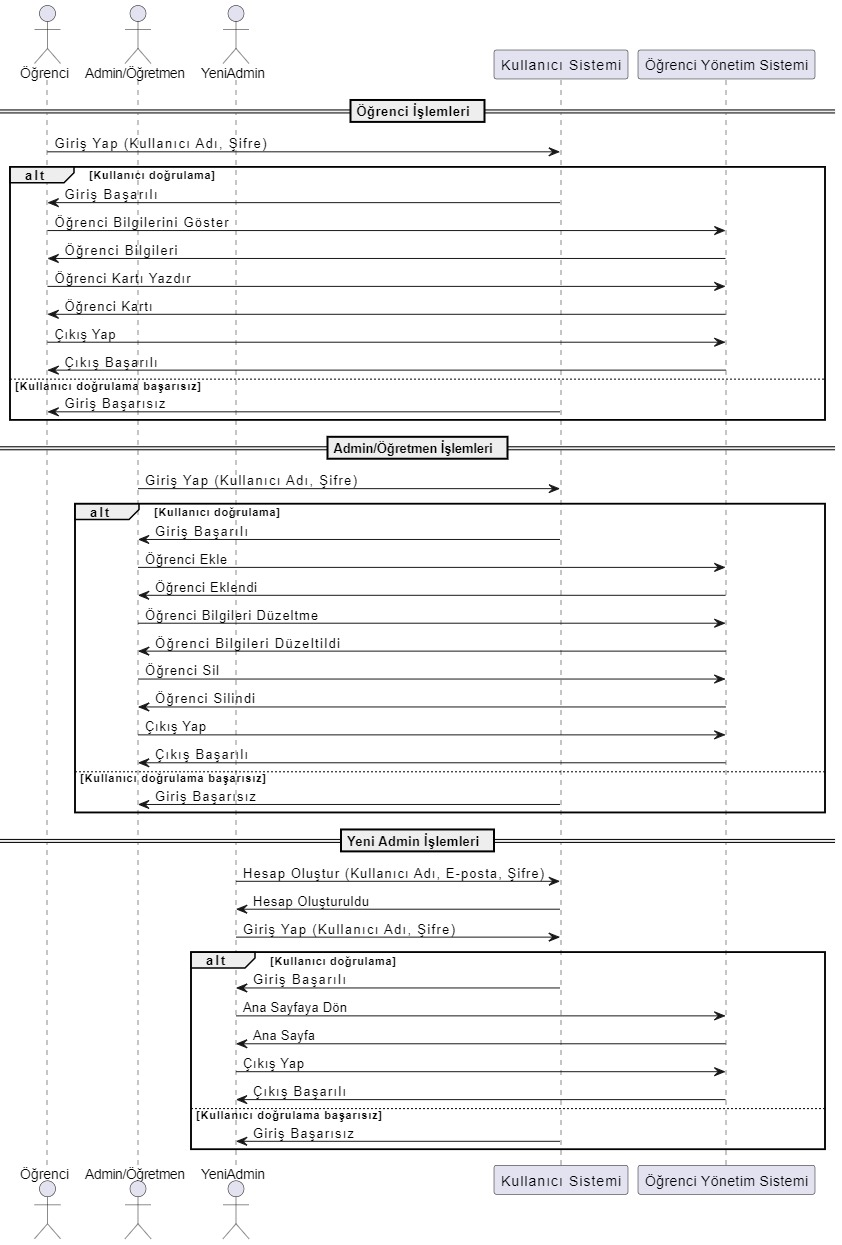 Öğrenci Admin/Öğretmen YeniAdmin Kullanıcı Sistemi Öğrenci Yönetim Sistemi
Öğrenci İşlemleri
Giriş Yap (Kullanıcı Adı, Şifre)
alt [Kullanıcı doğrulama]
Giriş Başarılı
Öğrenci Bilgilerini Göster
Öğrenci Bilgileri
Öğrenci Kartı Yazdır
Öğrenci Kartı
Çıkış Yap
Çıkış Başarılı
[Kullanıcı doğrulama başarısız]
Giriş Başarısız
Admin/Öğretmen İşlemleri
Giriş Yap (Kullanıcı Adı, Şifre)
alt [Kullanıcı doğrulama]
Giriş Başarılı
Öğrenci Ekle
Öğrenci Eklendi
Öğrenci Bilgileri Düzeltme
Öğrenci Bilgileri Düzeltildi
Öğrenci Sil
Öğrenci Silindi
Çıkış Yap
Çıkış Başarılı
[Kullanıcı doğrulama başarısız]
Giriş Başarısız
Yeni Admin İşlemleri
Hesap Oluştur (Kullanıcı Adı, E-posta, Şifre)
Hesap Oluşturuldu
Giriş Yap (Kullanıcı Adı, Şifre)
alt [Kullanıcı doğrulama]
Giriş Başarılı
Ana Sayfaya Dön
Ana Sayfa
Çıkış Yap
Çıkış Başarılı
[Kullanıcı doğrulama başarısız]
Giriş Başarısız
Öğrenci Admin/Öğretmen YeniAdmin Kullanıcı Sistemi Öğrenci Yönetim Sistemi